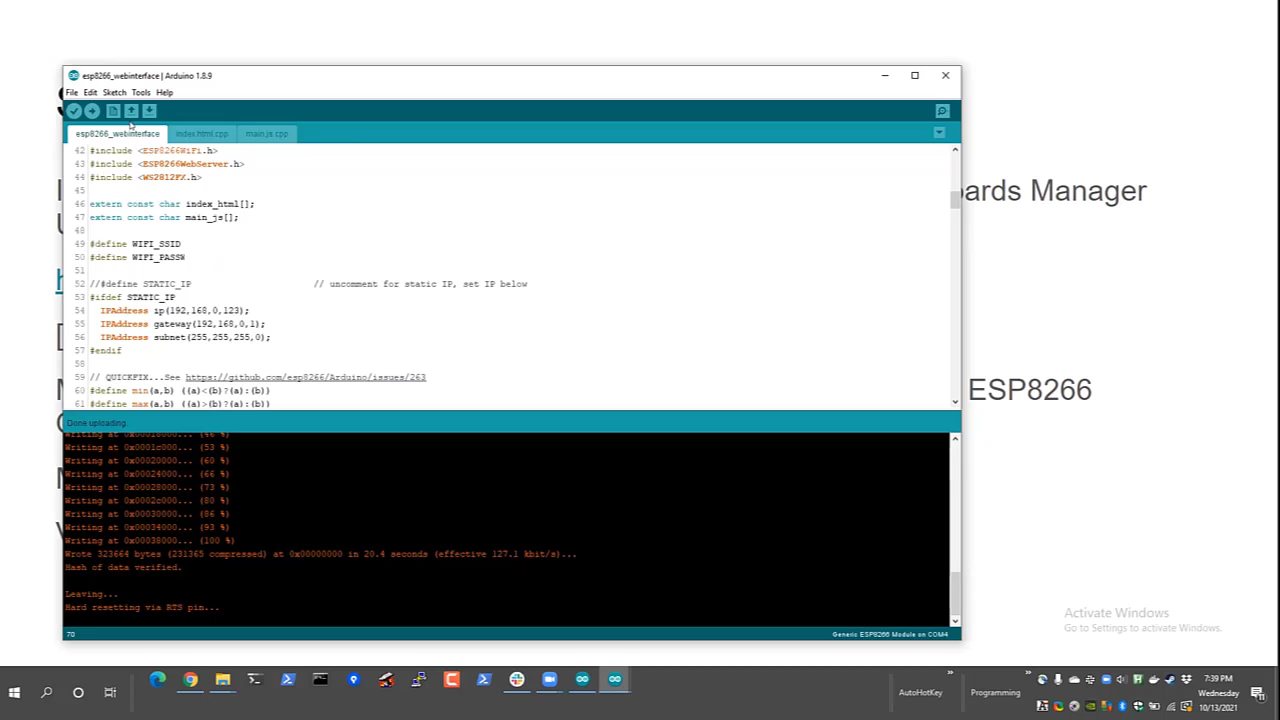 esp8266_webinterface | Arduino 1.8.9
File Edit Sketch Tools Help
esp8266_webinterface index.html.cpp main.js.cpp
42 #include <ESP8266WiFi.h>
43 #include <ESP8266WebServer.h>
44 #include <WS2812FX.h>
45
46 extern const char index_html[];
47 extern const char main_js[];
48
49 #define WIFI_SSID
50 #define WIFI_PASSW
51
52 //#define STATIC_IP // uncomment for static IP, set IP below
53 #ifdef STATIC_IP
54 IPAddress ip(192,168,0,123);
55 IPAddress gateway(192,168,0,1);
56 IPAddress subnet(255,255,255,0);
57 #endif
58
59 // QUICKFIX...See https://github.com/esp8266/Arduino/issues/263
60 #define min(a,b) ((a)<(b)?(a):(b))
61 #define max(a,b) ((a)>(b)?(a):(b))
Done uploading.
Writing at 0x00018000... (46 %)
Writing at 0x0001c000... (53 %)
Writing at 0x00020000... (60 %)
Writing at 0x00024000... (66 %)
Writing at 0x00028000... (73 %)
Writing at 0x0002c000... (80 %)
Writing at 0x00030000... (86 %)
Writing at 0x00034000... (93 %)
Writing at 0x00038000... (100 %)
Wrote 323664 bytes (231365 compressed) at 0x00000000 in 20.4 seconds (effective 127.1 kbit/s)...
Hash of data verified.
Leaving...
Hard resetting via RTS pin...
70 Generic ESP8266 Module on COM4
Manager
ESP8266
Activate Windows
Go to Settings to activate Windows.
AutoHotKey
Programming
7:39 PM
Wednesday
10/13/2021